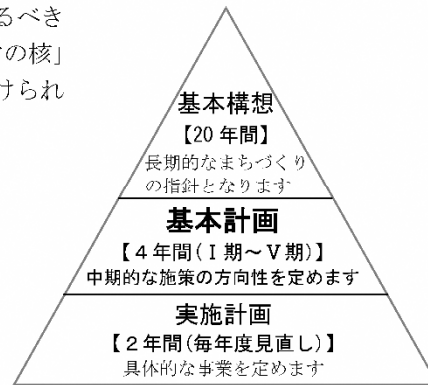 るべき
の核」
けられ
基本構想
【20年間】
長期的なまちづくり
の指針となります
基本計画
【４年間(Ⅰ期～Ⅴ期)】
中期的な施策の方向性を定めます
実施計画
【２年間(毎年度見直し)】
具体的な事業を定めます